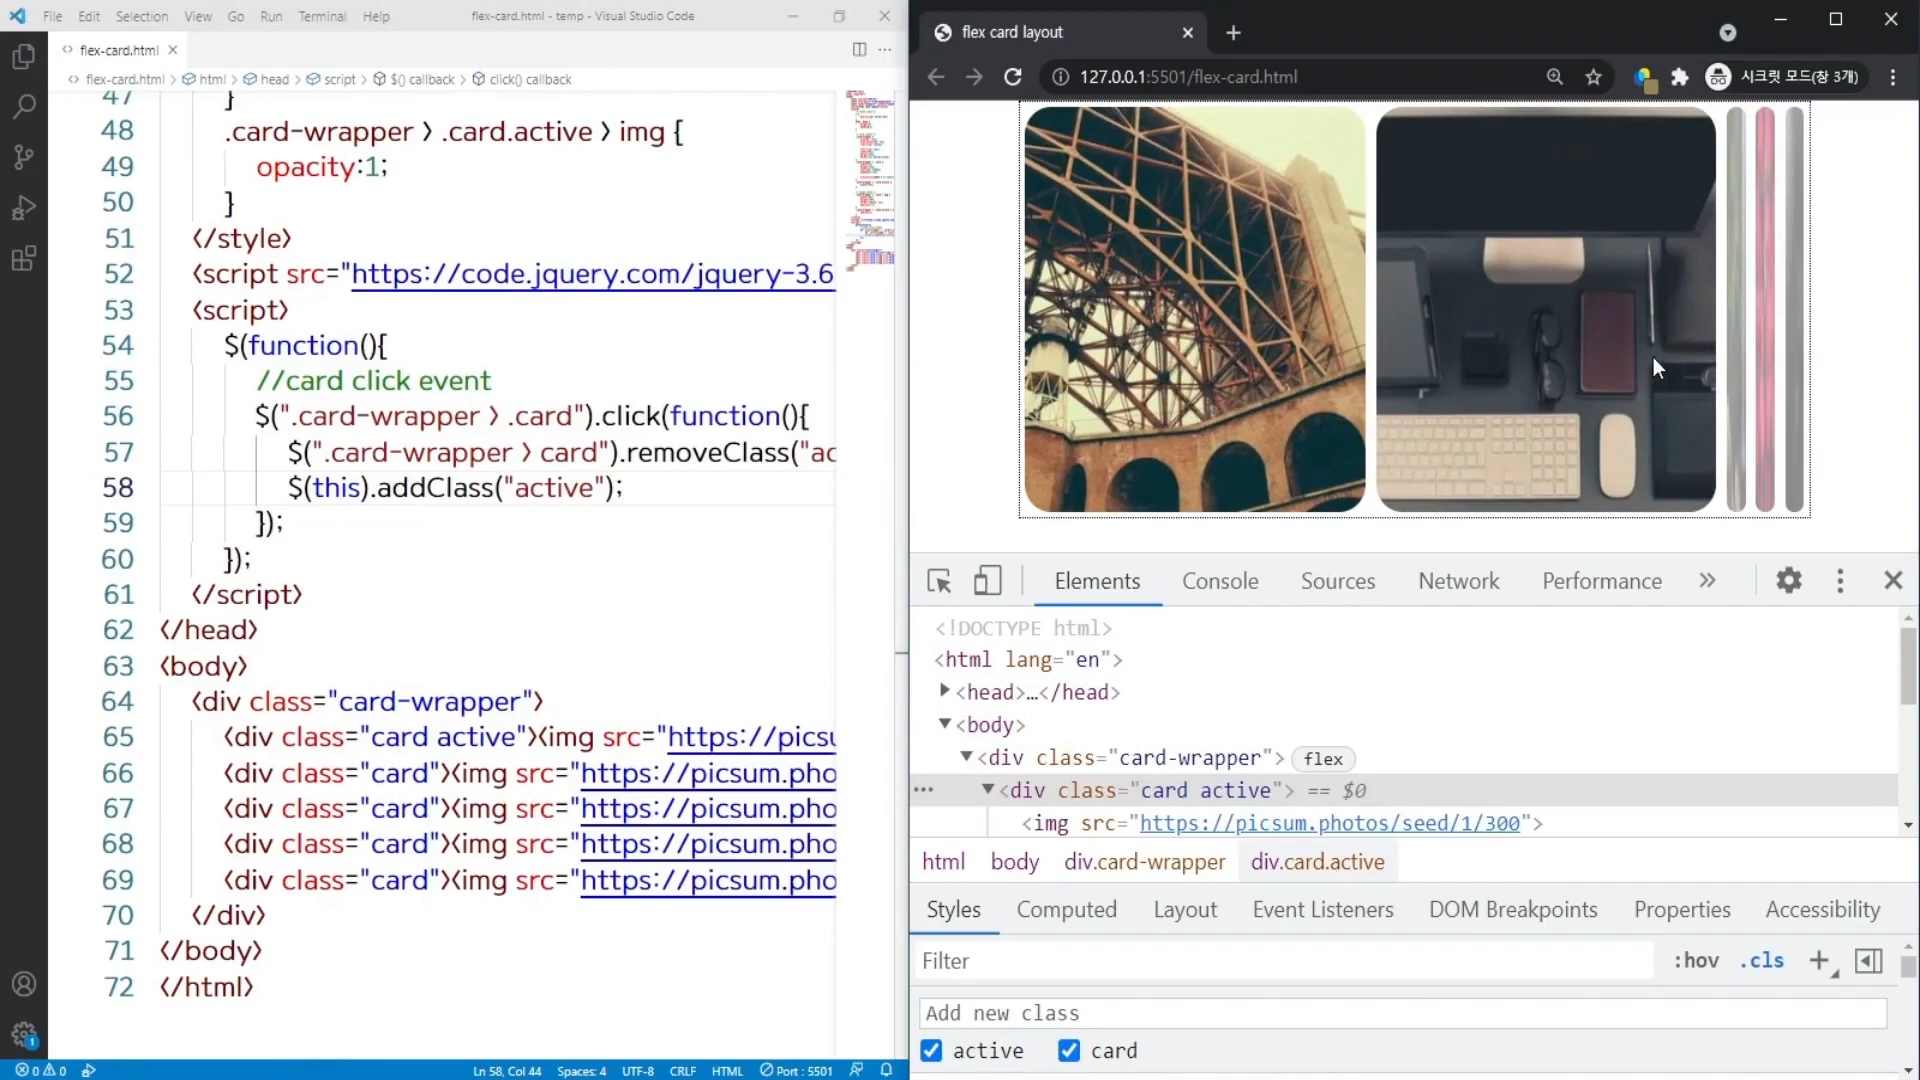 File Edit Selection View Go Run Terminal Help
flex-card.html - temp - Visual Studio Code
flex-card.html
flex-card.html > html > head > script > $() callback > click() callback
47 }
48 .card-wrapper > .card.active > img {
49 opacity:1;
50 }
51 </style>
52 <script src="https://code.jquery.com/jquery-3.6
53 <script>
54 $(function(){
55 //card click event
56 $(".card-wrapper > .card").click(function(){
57 $(".card-wrapper > card").removeClass("ac
58 $(this).addClass("active");
59 });
60 });
61 </script>
62 </head>
63 <body>
64 <div class="card-wrapper">
65 <div class="card active"><img src="https://picsu
66 <div class="card"><img src="https://picsum.pho
67 <div class="card"><img src="https://picsum.pho
68 <div class="card"><img src="https://picsum.pho
69 <div class="card"><img src="https://picsum.pho
70 </div>
71 </body>
72 </html>
1
0 0
Ln 58, Col 44 Spaces: 4 UTF-8 CRLF HTML Port : 5501
flex card layout
127.0.0.1:5501/flex-card.html
시크릿 모드(창 3개)
Elements Console Sources Network Performance
<!DOCTYPE html>
<html lang="en">
<head>…</head>
<body>
<div class="card-wrapper"> flex
<div class="card active"> == $0
<img src="https://picsum.photos/seed/1/300">
html body div.card-wrapper div.card.active
Styles Computed Layout Event Listeners DOM Breakpoints Properties Accessibility
Filter
:hov .cls
Add new class
active card